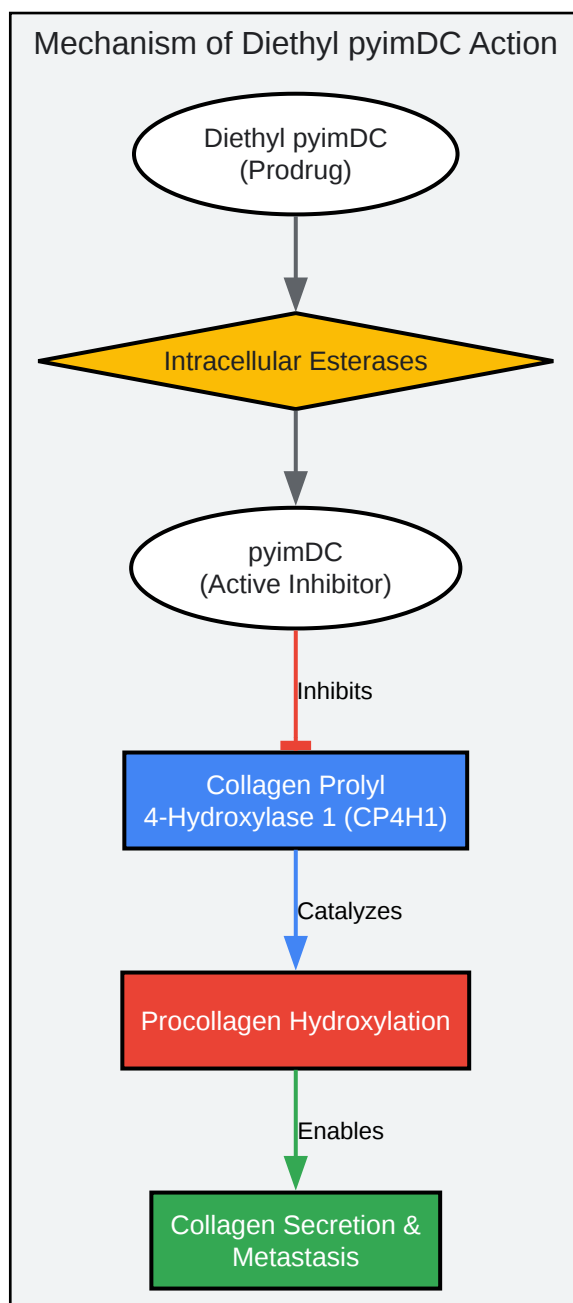 Mechanism of Diethyl pyimDC Action
Diethyl pyimDC
(Prodrug)
Intracellular Esterases
pyimDC
(Active Inhibitor)
Inhibits
Collagen Prolyl
4-Hydroxylase 1 (CP4H1)
Catalyzes
Procollagen Hydroxylation
Enables
Collagen Secretion &
Metastasis